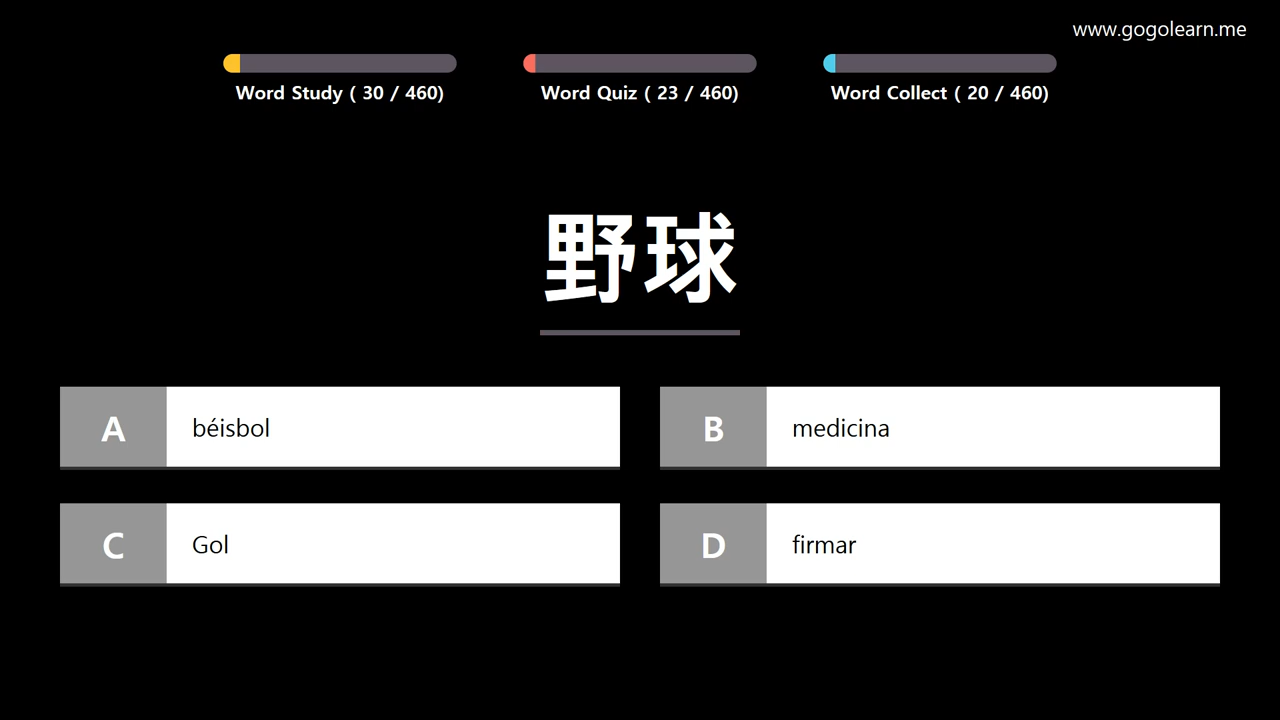 www.gogolearn.me
Word Study ( 30 / 460)
Word Quiz ( 23 / 460)
Word Collect ( 20 / 460)
野球
A béisbol
B medicina
C Gol
D firmar